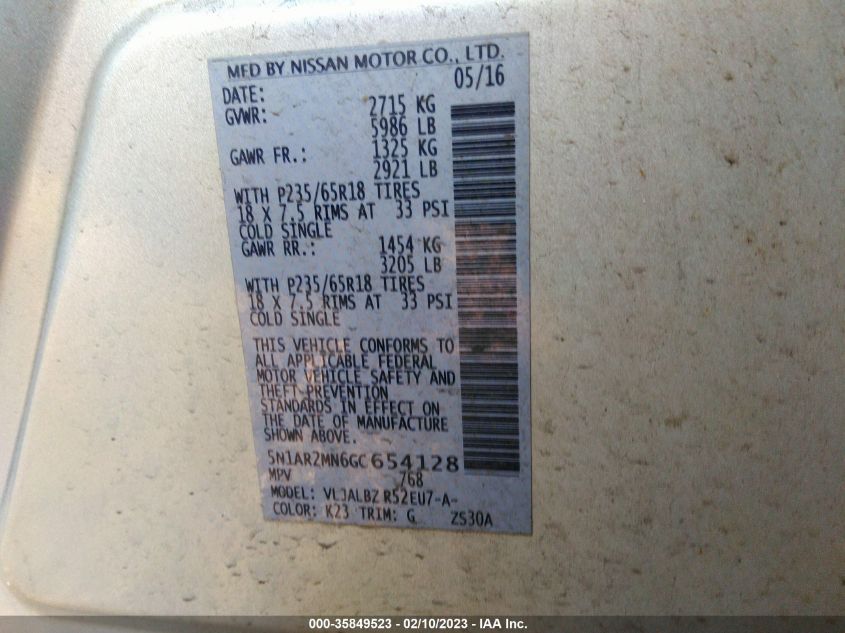 MFD BY NISSAN MOTOR CO., LTD.
DATE: 05/16
GVWR: 2715 KG
5986 LB
GAWR FR.: 1325 KG
2921 LB
WITH P235/65R18 TIRES
18 X 7.5 RIMS AT 33 PSI
COLD SINGLE
GAWR RR.: 1454 KG
3205 LB
WITH P235/65R18 TIRES
18 X 7.5 RIMS AT 33 PSI
COLD SINGLE
THIS VEHICLE CONFORMS TO
ALL APPLICABLE FEDERAL
MOTOR VEHICLE SAFETY AND
THEFT PREVENTION
STANDARDS IN EFFECT ON
THE DATE OF MANUFACTURE
SHOWN ABOVE.
5N1AR2MN6GC654128
MPV 768
MODEL: VLJALBZ R52EU7-A-
COLOR: K23 TRIM: G ZS30A
000-35849523 - 02/10/2023 - IAA Inc.